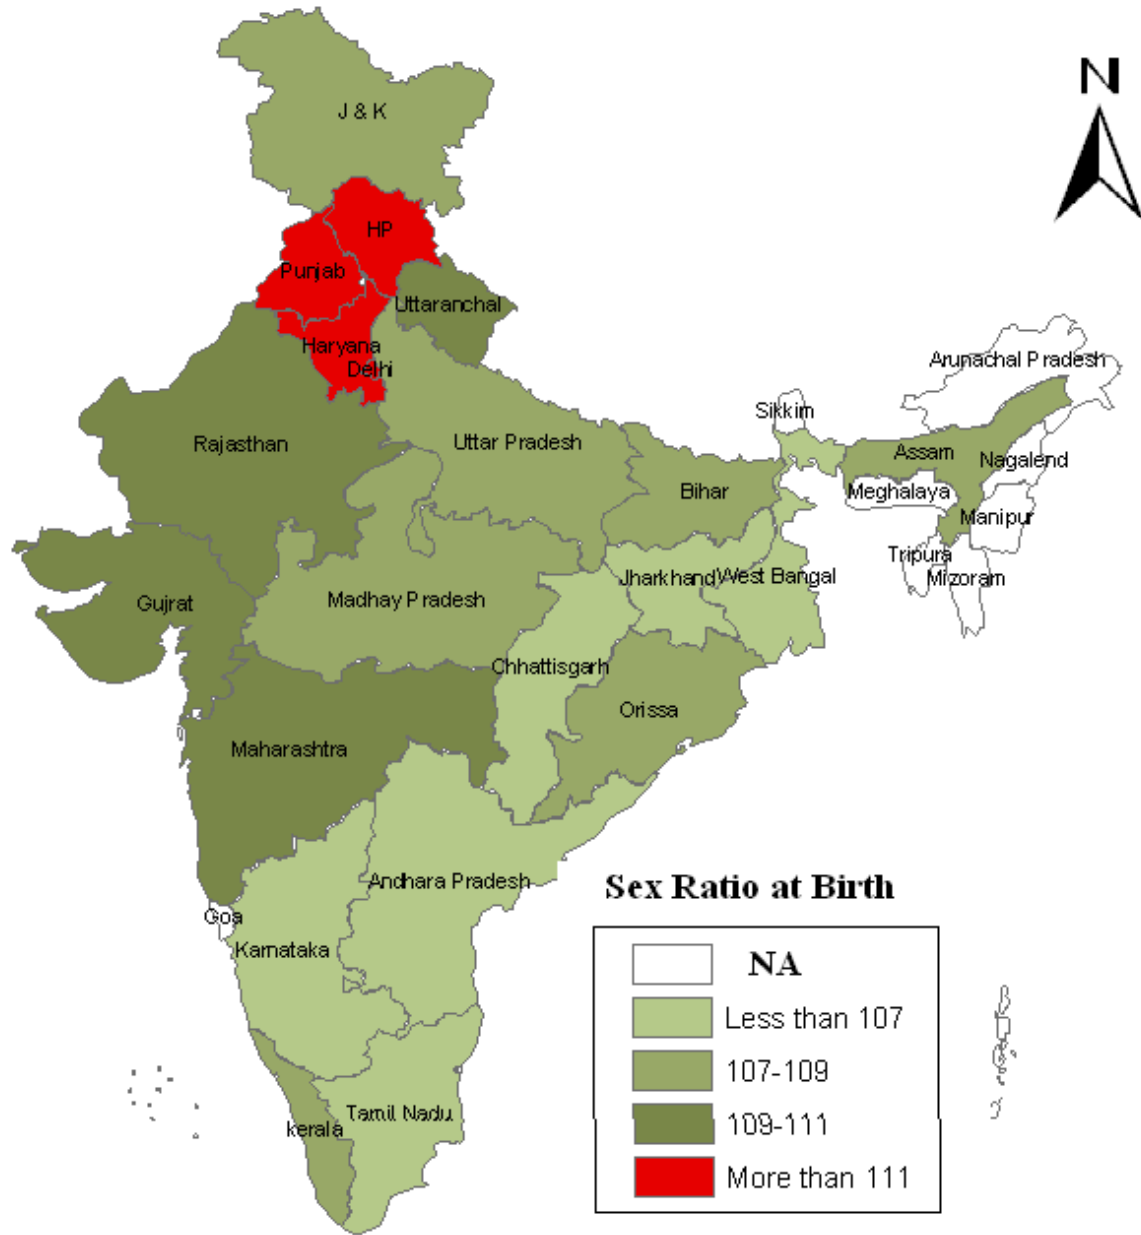 N
J & K
HP
Punjab
Uttaranchal
Haryana
Delhi
Arunachal Pradesh
Sikkim
Rajasthan
Uttar Pradesh
Assam
Nagalend
Bihar
Meghalaya
Manipur
Tripura
Jharkhand
West Bangal
Mizoram
Gujrat
Madhay Pradesh
Chhattisgarh
Orissa
Maharashtra
Andhara Pradesh
Goa
Karnataka
Tamil Nadu
kerala
Sex Ratio at Birth
NA
Less than 107
107-109
109-111
More than 111